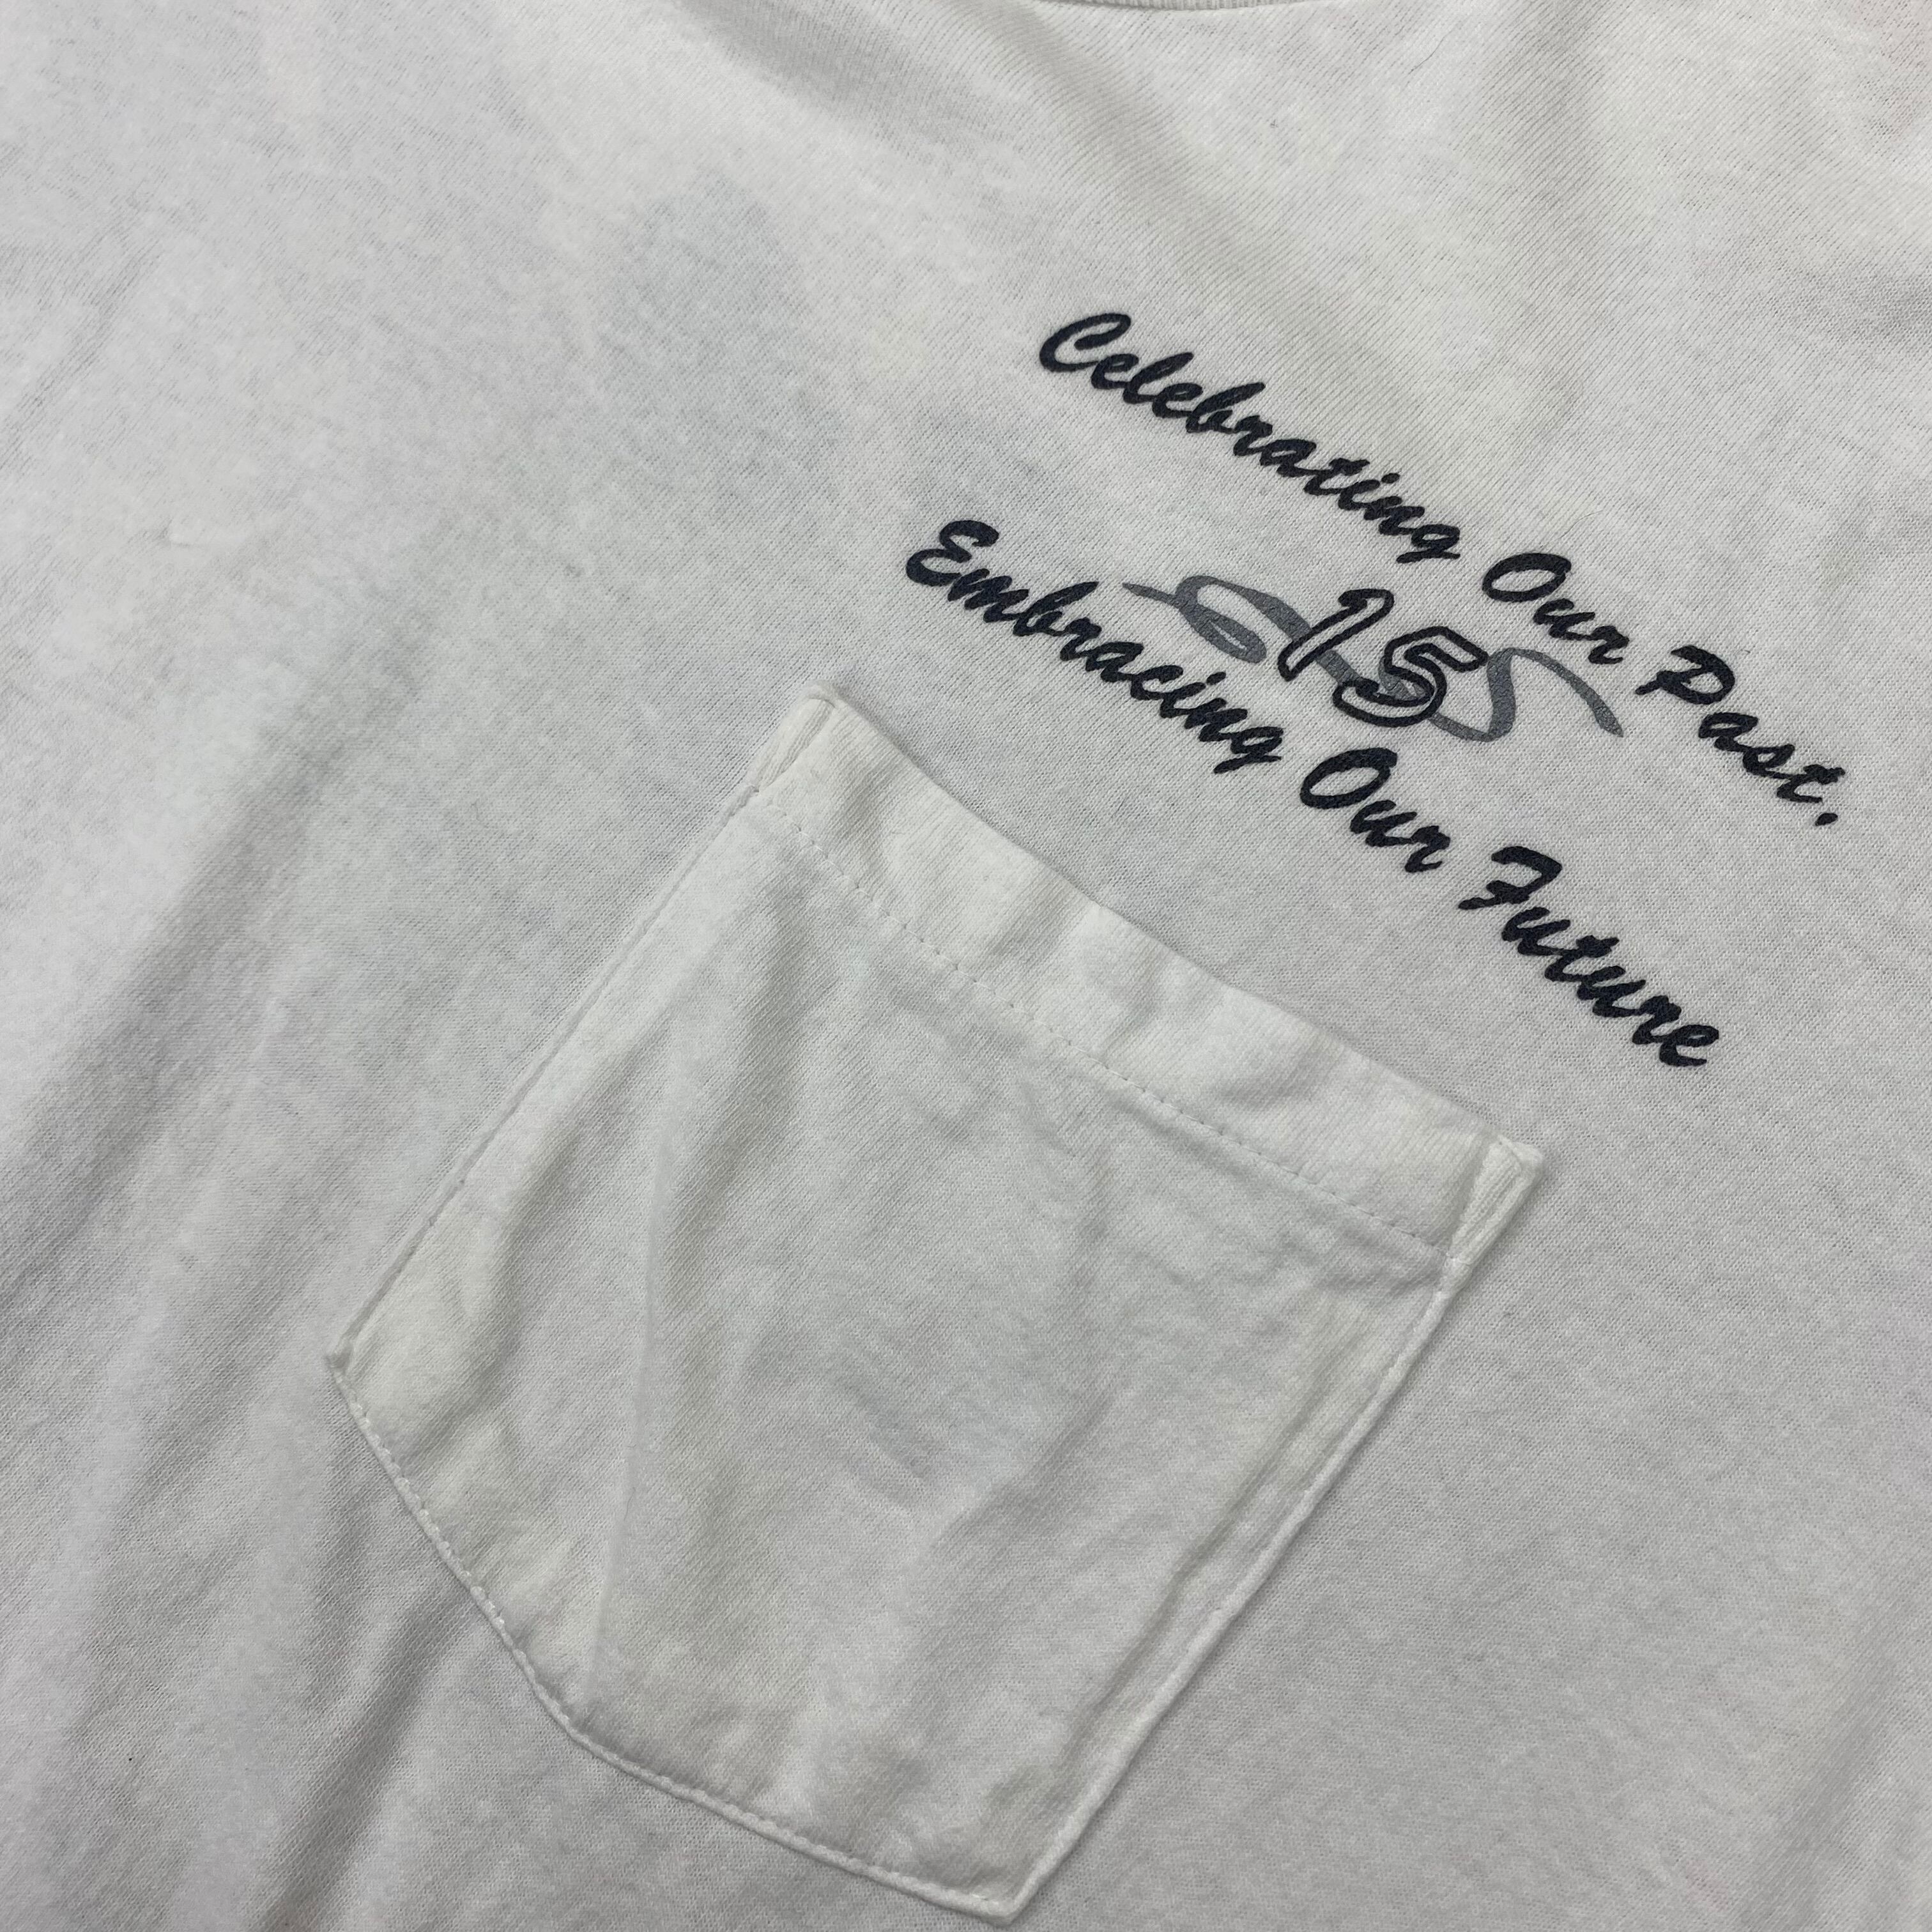 Celebrating Our Past,
15
Embracing Our Future